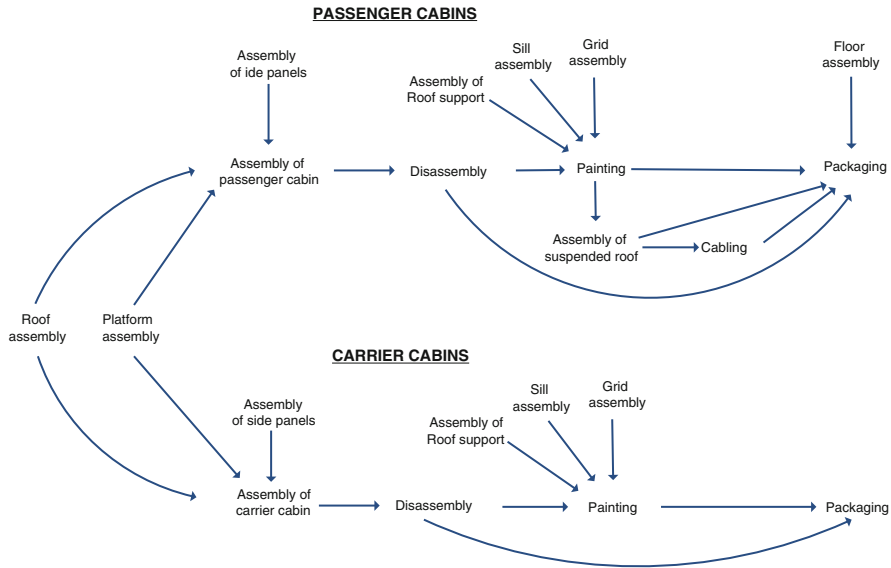 PASSENGER CABINS
Assembly
of ide panels
Sill
assembly
Grid
assembly
Floor
assembly
Assembly of
Roof support
Assembly of
passenger cabin
Disassembly
Painting
Packaging
Assembly of
suspended roof
Cabling
Roof
assembly
Platform
assembly
CARRIER CABINS
Assembly
of side panels
Sill
assembly
Grid
assembly
Assembly of
Roof support
Assembly of
carrier cabin
Disassembly
Painting
Packaging